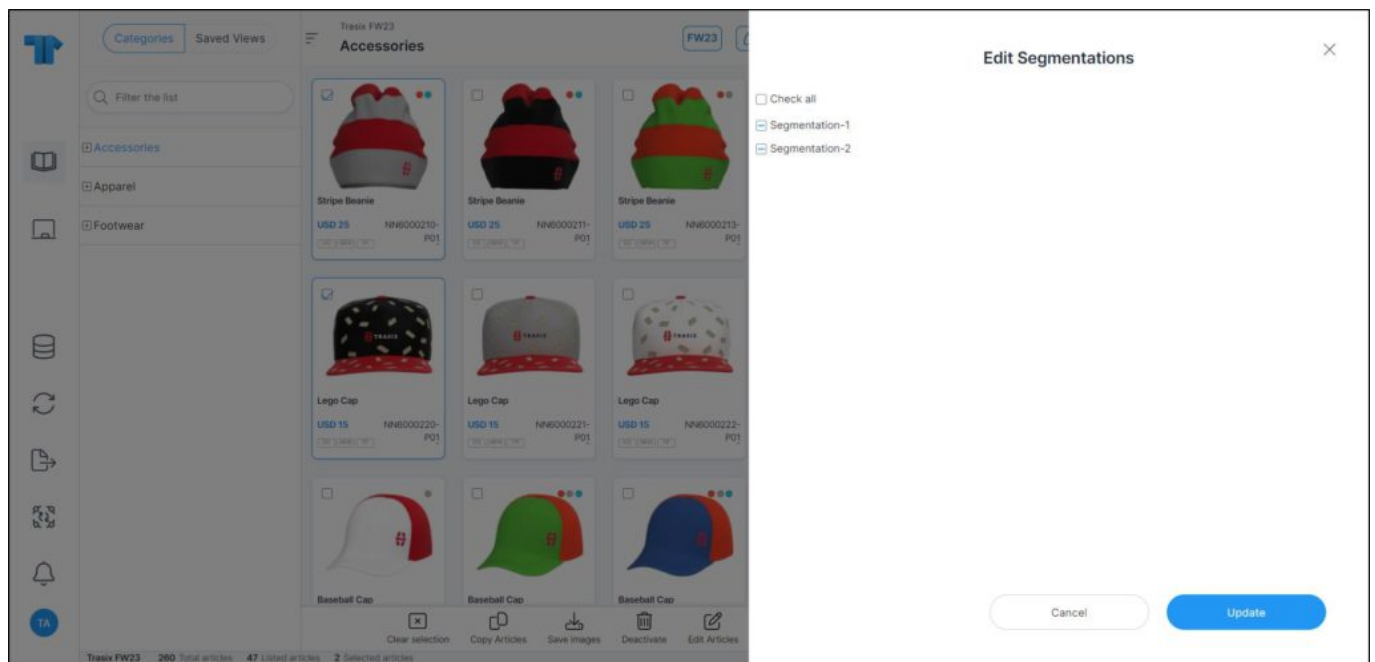 Categories
Saved Views
Filter the list
Accessories
Apparel
Footwear
Trasix FW23
Accessories
FW23
Stripe Beanie
USD 25
NN6000210-
P01
Stripe Beanie
USD 25
NN6000211-
P01
Stripe Beanie
USD 25
NN6000213-
P01
TRASIX
Lego Cap
USD 15
NN6000220-
P01
TRASIX
Lego Cap
USD 15
NN6000221-
P01
TRASIX
Lego Cap
USD 15
NN6000222-
P01
Baseball Cap
Baseball Cap
Baseball Cap
Clear selection
Copy Articles
Save images
Deactivate
Edit Articles
TA
Trasix FW23 260 Total articles 47 Listed articles 2 Selected articles
Edit Segmentations
Check all
Segmentation-1
Segmentation-2
Cancel
Update